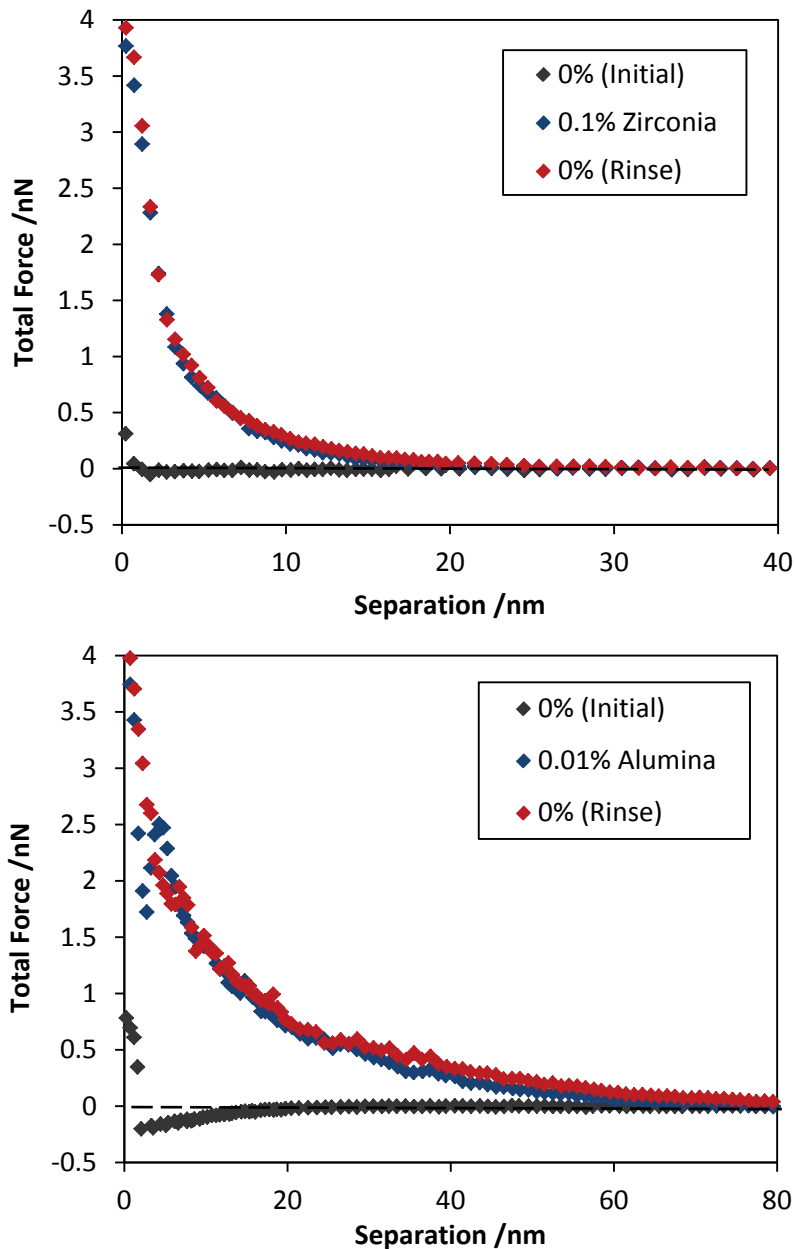 4
3.5
3
2.5
2
1.5
1
0.5
0
-0.5
Total Force /nN
0% (Initial)
0.1% Zirconia
0% (Rinse)
0 10 20 30 40
Separation /nm
4
3.5
3
2.5
2
1.5
1
0.5
0
-0.5
Total Force /nN
0% (Initial)
0.01% Alumina
0% (Rinse)
0 20 40 60 80
Separation /nm